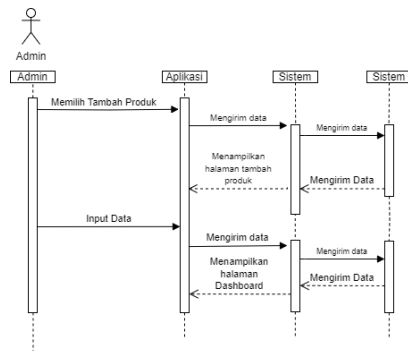 Admin
Admin
Aplikasi
Sistem
Sistem
Memilih Tambah Produk
Mengirim data
Mengirim data
Menampilkan
halaman tambah
produk
Mengirim Data
Input Data
Mengirim data
Mengirim data
Menampilkan
halaman
Dashboard
Mengirim Data